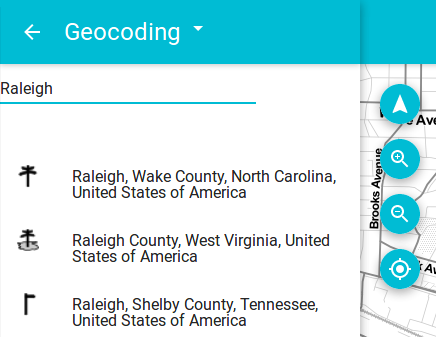 Geocoding
Raleigh
Raleigh, Wake County, North Carolina,
United States of America
Raleigh County, West Virginia, United
States of America
Raleigh, Shelby County, Tennessee,
United States of America
Brooks Avenue